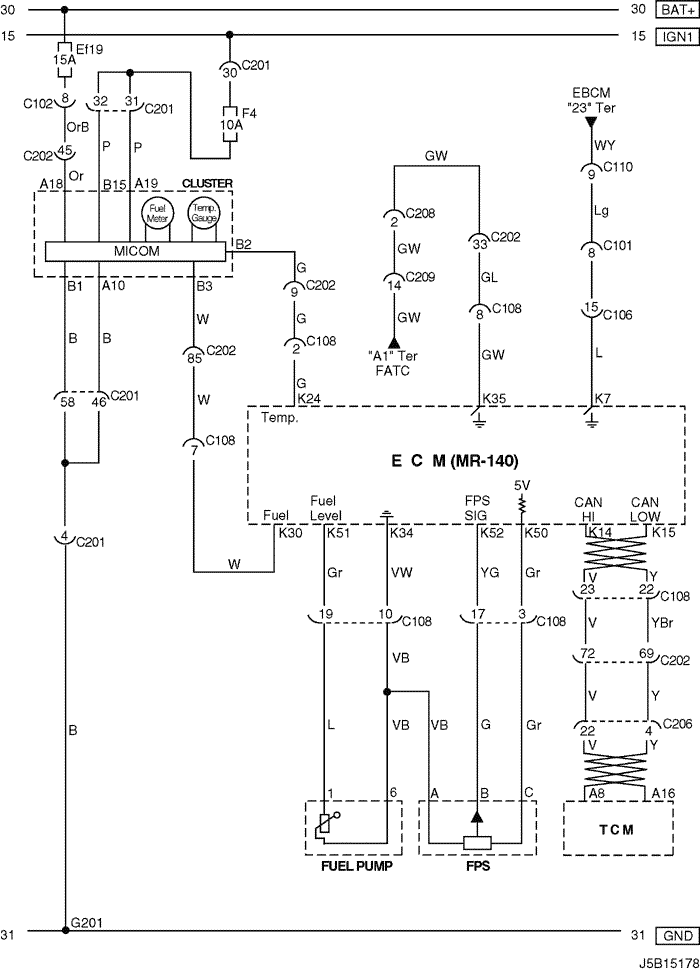 30 30 BAT+
15 15 IGN1
Ef19
15A
C201
30
8
C102
32 31
C201
F4
10A
OrB
P P
45
C202
Or
EBCM
"23" Ter
WY
C110
9
GW
A18 B15 A19 CLUSTER
Fuel
Meter
Temp.
Gauge
MICOM
B2
C208
2
GW
C202
33
Lg
C101
8
B1 A10 B3
G
C202
9
C209
14
GL
W
G
GW
C108
8
15
C106
B B
C202
85
C108
2
"A1" Ter
FATC
GW
L
W
G
58 46
C201
K24 K35 K7
Temp.
C108
7
E C M (MR-140)
5V
Fuel
Fuel
Level
FPS
SIG
CAN
HI
CAN
LOW
4
C201
K30 K51 K34 K52 K50 K14 K15
W
Gr VW YG Gr V Y
23 22
C108
19 10
C108
17 3
C108
V YBr
VB
72 69
C202
V Y
B
L VB VB G Gr
C206
22 4
V Y
1 6 A B C A8 A16
TCM
FUEL PUMP FPS
G201
31 31 GND
J5B15178